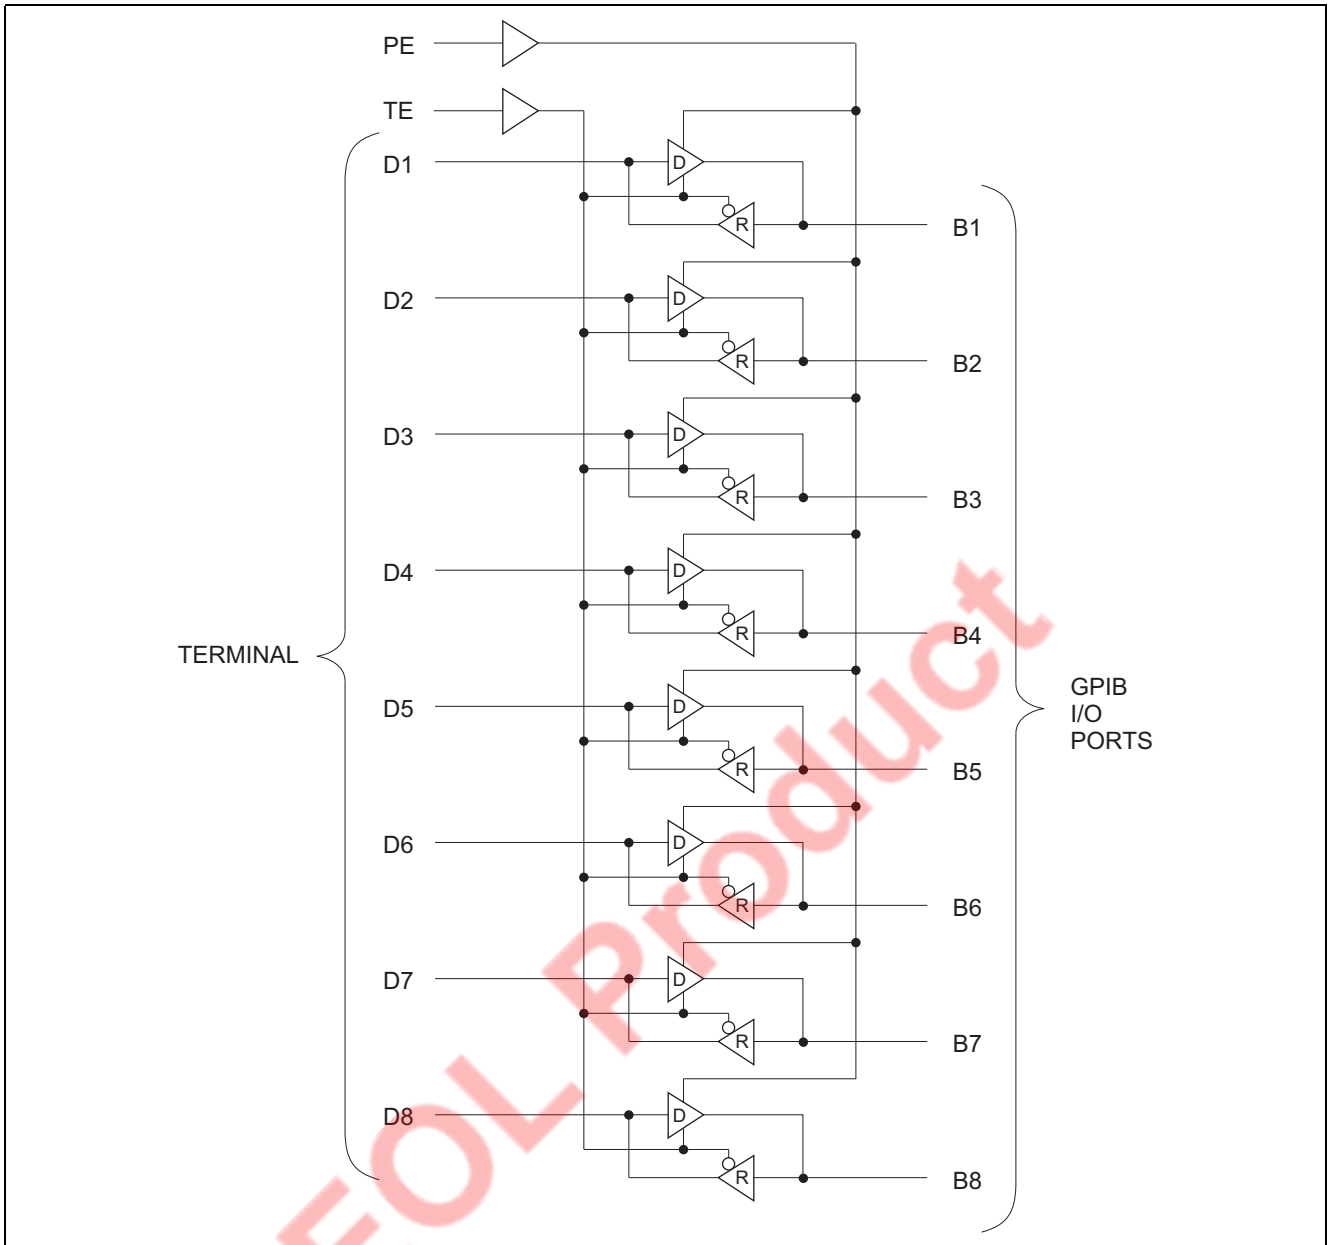 PE
TE
D1
D
R
B1
D2
D
R
B2
D3
D
R
B3
D4
D
R
B4
TERMINAL
GPIB
I/O
PORTS
D5
D
R
B5
D6
D
R
B6
D7
D
R
B7
D8
D
R
B8
EOL Product